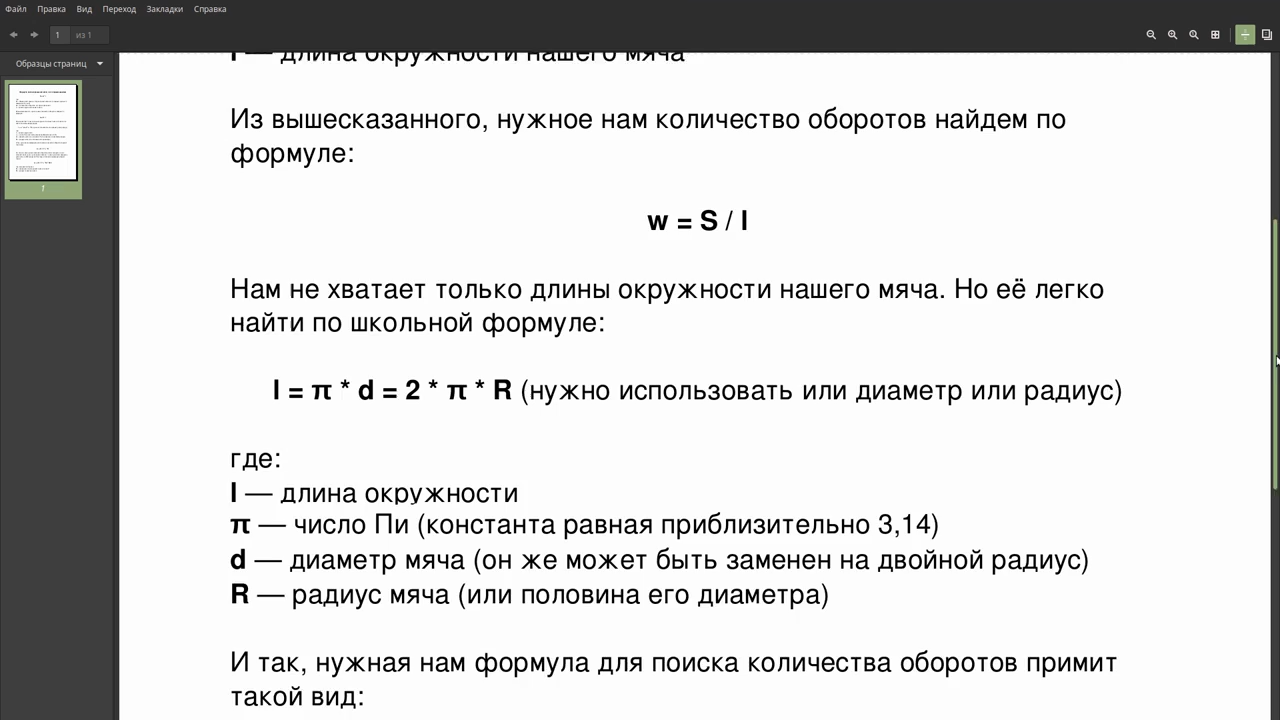 Файл Правка Вид Переход Закладки Справка
1 из 1
Образцы страниц
1
l — длина окружности нашего мяча
Из вышесказанного, нужное нам количество оборотов найдем по
формуле:
w = S / l
Нам не хватает только длины окружности нашего мяча. Но её легко
найти по школьной формуле:
l = π * d = 2 * π * R (нужно использовать или диаметр или радиус)
где:
l — длина окружности
π — число Пи (константа равная приблизительно 3,14)
d — диаметр мяча (он же может быть заменен на двойной радиус)
R — радиус мяча (или половина его диаметра)
И так, нужная нам формула для поиска количества оборотов примит
такой вид: